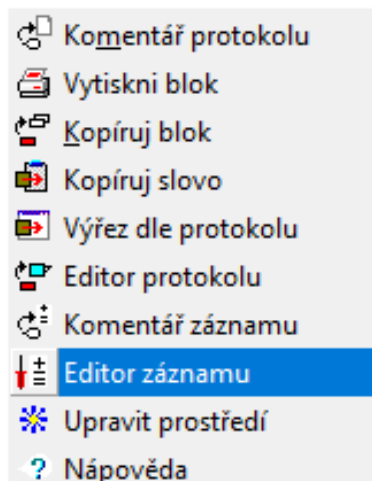 Komentář protokolu
Vytiskni blok
Kopíruj blok
Kopíruj slovo
Výřez dle protokolu
Editor protokolu
Komentář záznamu
Editor záznamu
Upravit prostředí
Nápověda